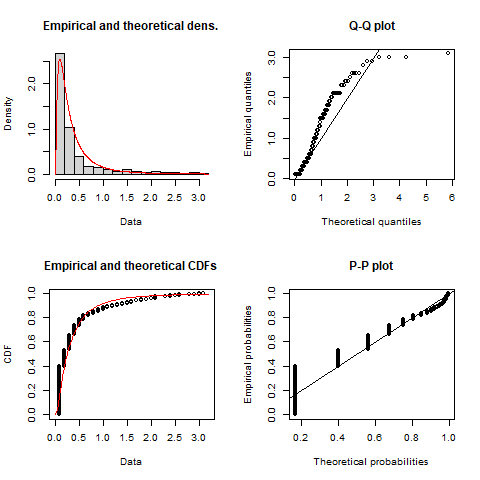 Empirical and theoretical dens.
Density
0.0 1.0 2.0
0.0 0.5 1.0 1.5 2.0 2.5 3.0
Data
Q-Q plot
Empirical quantiles
0.0 1.0 2.0 3.0
0 1 2 3 4 5 6
Theoretical quantiles
Empirical and theoretical CDFs
CDF
0.0 0.2 0.4 0.6 0.8 1.0
0.0 0.5 1.0 1.5 2.0 2.5 3.0
Data
P-P plot
Empirical probabilities
0.0 0.2 0.4 0.6 0.8 1.0
0.2 0.4 0.6 0.8 1.0
Theoretical probabilities